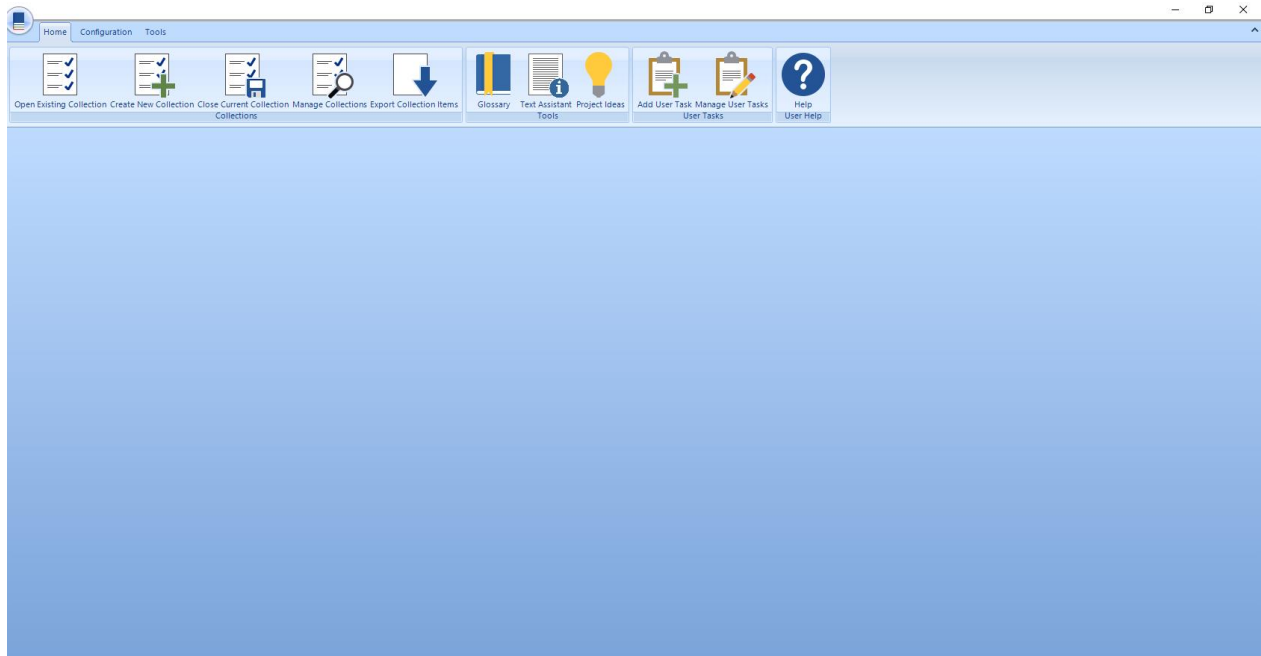 Home Configuration Tools
Open Existing Collection Create New Collection Close Current Collection Manage Collections Export Collection Items Glossary Text Assistant Project Ideas Add User Task Manage User Tasks Help
Collections Tools User Tasks User Help